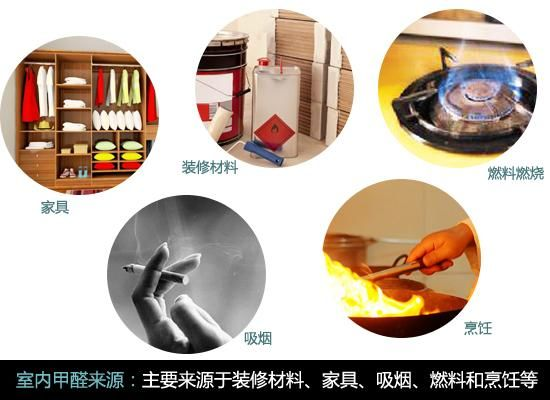 家具
装修材料
燃料燃烧
吸烟
烹饪
室内甲醛来源：主要来源于装修材料、家具、吸烟、燃料和烹饪等